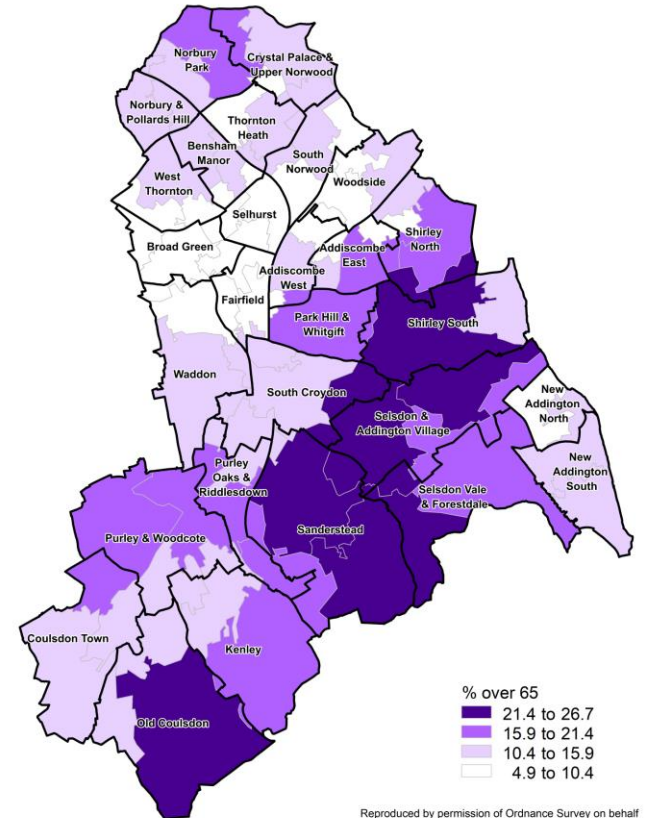 Norbury
Park
Crystal Palace &
Upper Norwood
Norbury &
Pollards Hill
Thornton
Heath
Bensham
Manor
South
Norwood
West
Thornton
Woodside
Selhurst
Broad Green
Shirley
North
Addiscombe
East
Addiscombe
West
Fairfield
Park Hill &
Whitgift
Shirley South
Waddon
South Croydon
New
Addington
North
Selsdon &
Addington Village
Purley
Oaks &
Riddlesdown
New
Addington
South
Selsdon Vale
& Forestdale
Sanderstead
Purley & Woodcote
Coulsdon Town
Kenley
Old Coulsdon
% over 65
21.4 to 26.7
15.9 to 21.4
10.4 to 15.9
4.9 to 10.4
Reproduced by permission of Ordnance Survey on behalf